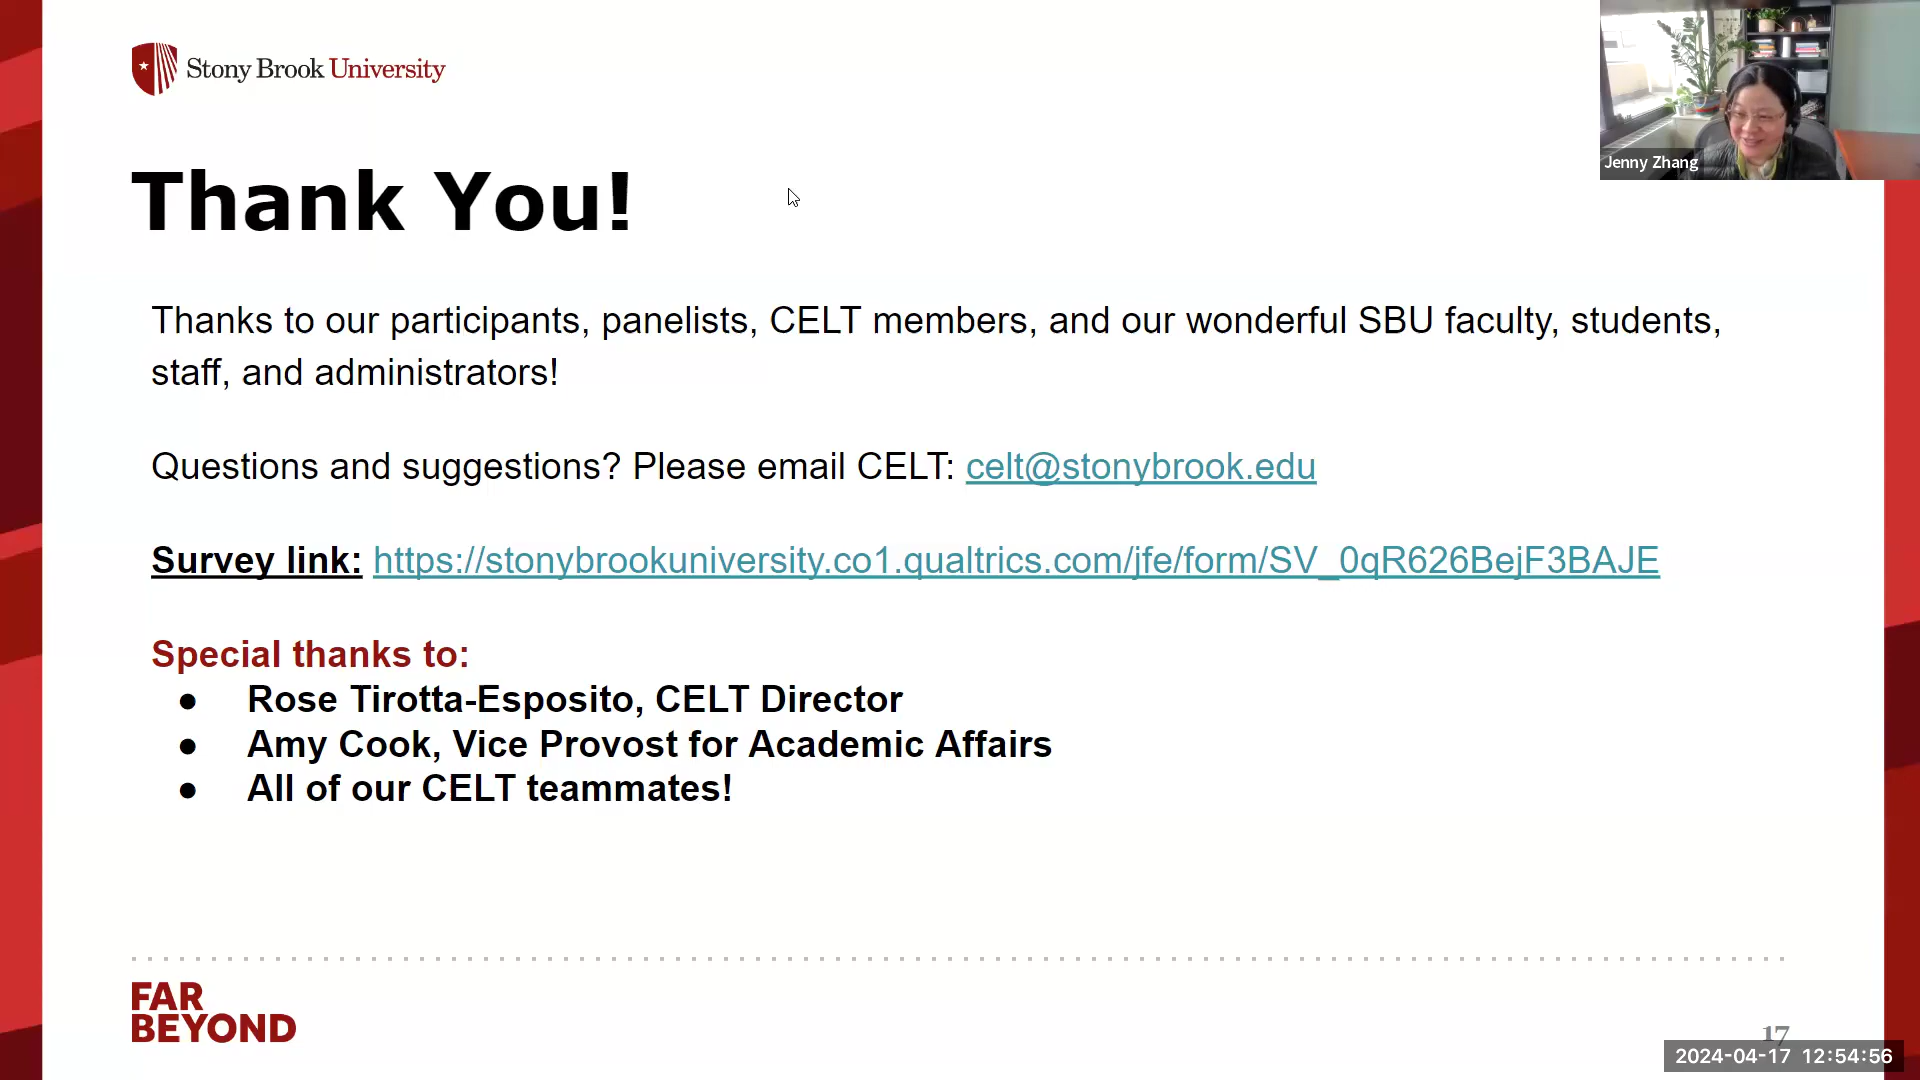 Stony Brook University
Jenny Zhang
Thank You!
Thanks to our participants, panelists, CELT members, and our wonderful SBU faculty, students,
staff, and administrators!
Questions and suggestions? Please email CELT: celt@stonybrook.edu
Survey link: https://stonybrookuniversity.co1.qualtrics.com/jfe/form/SV_0qR626BejF3BAJE
Special thanks to:
● Rose Tirotta-Esposito, CELT Director
● Amy Cook, Vice Provost for Academic Affairs
● All of our CELT teammates!
FAR
BEYOND
17
2024-04-17 12:54:56